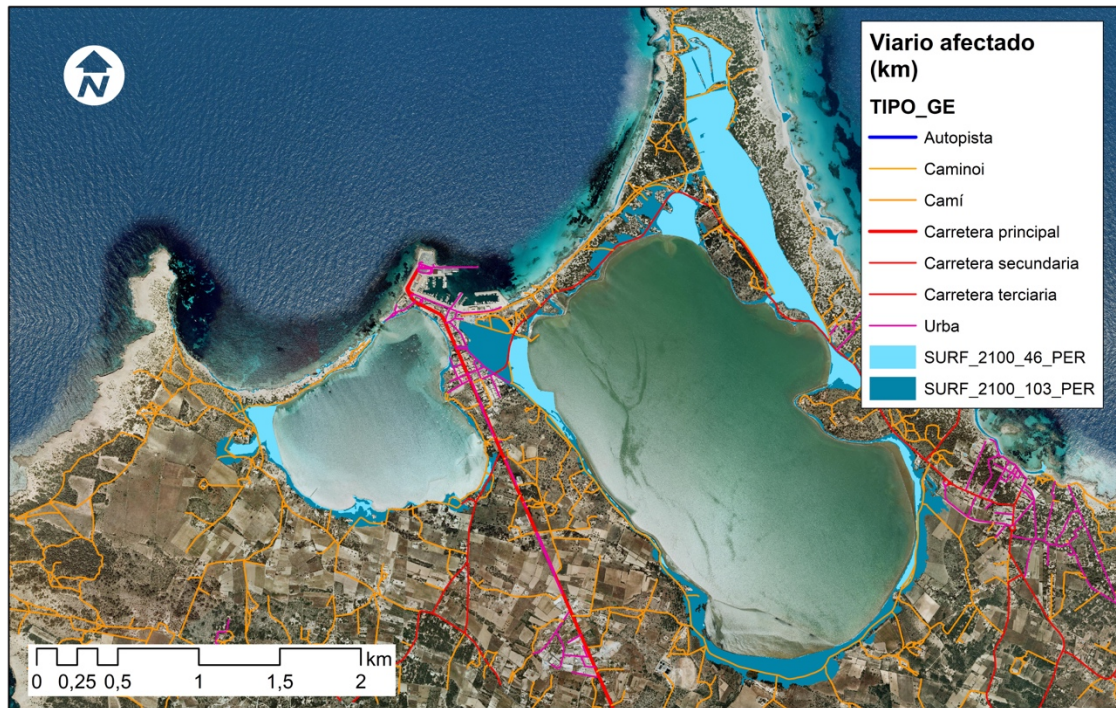 N
Viario afectado
(km)
TIPO_GE
Autopista
Caminoi
Camí
Carretera principal
Carretera secundaria
Carretera terciaria
Urba
SURF_2100_46_PER
SURF_2100_103_PER
km
0 0,25 0,5 1 1,5 2